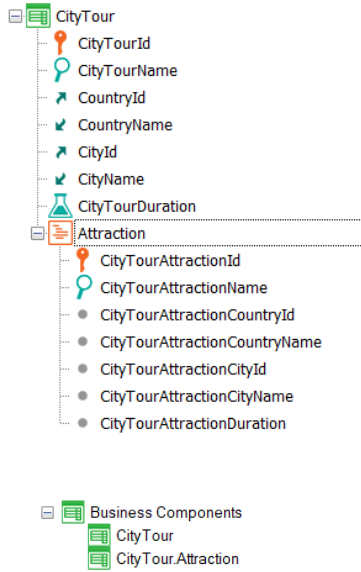 CityTour
CityTourId
CityTourName
CountryId
CountryName
CityId
CityName
CityTourDuration
Attraction
CityTourAttractionId
CityTourAttractionName
CityTourAttractionCountryId
CityTourAttractionCountryName
CityTourAttractionCityId
CityTourAttractionCityName
CityTourAttractionDuration
Business Components
CityTour
CityTour.Attraction